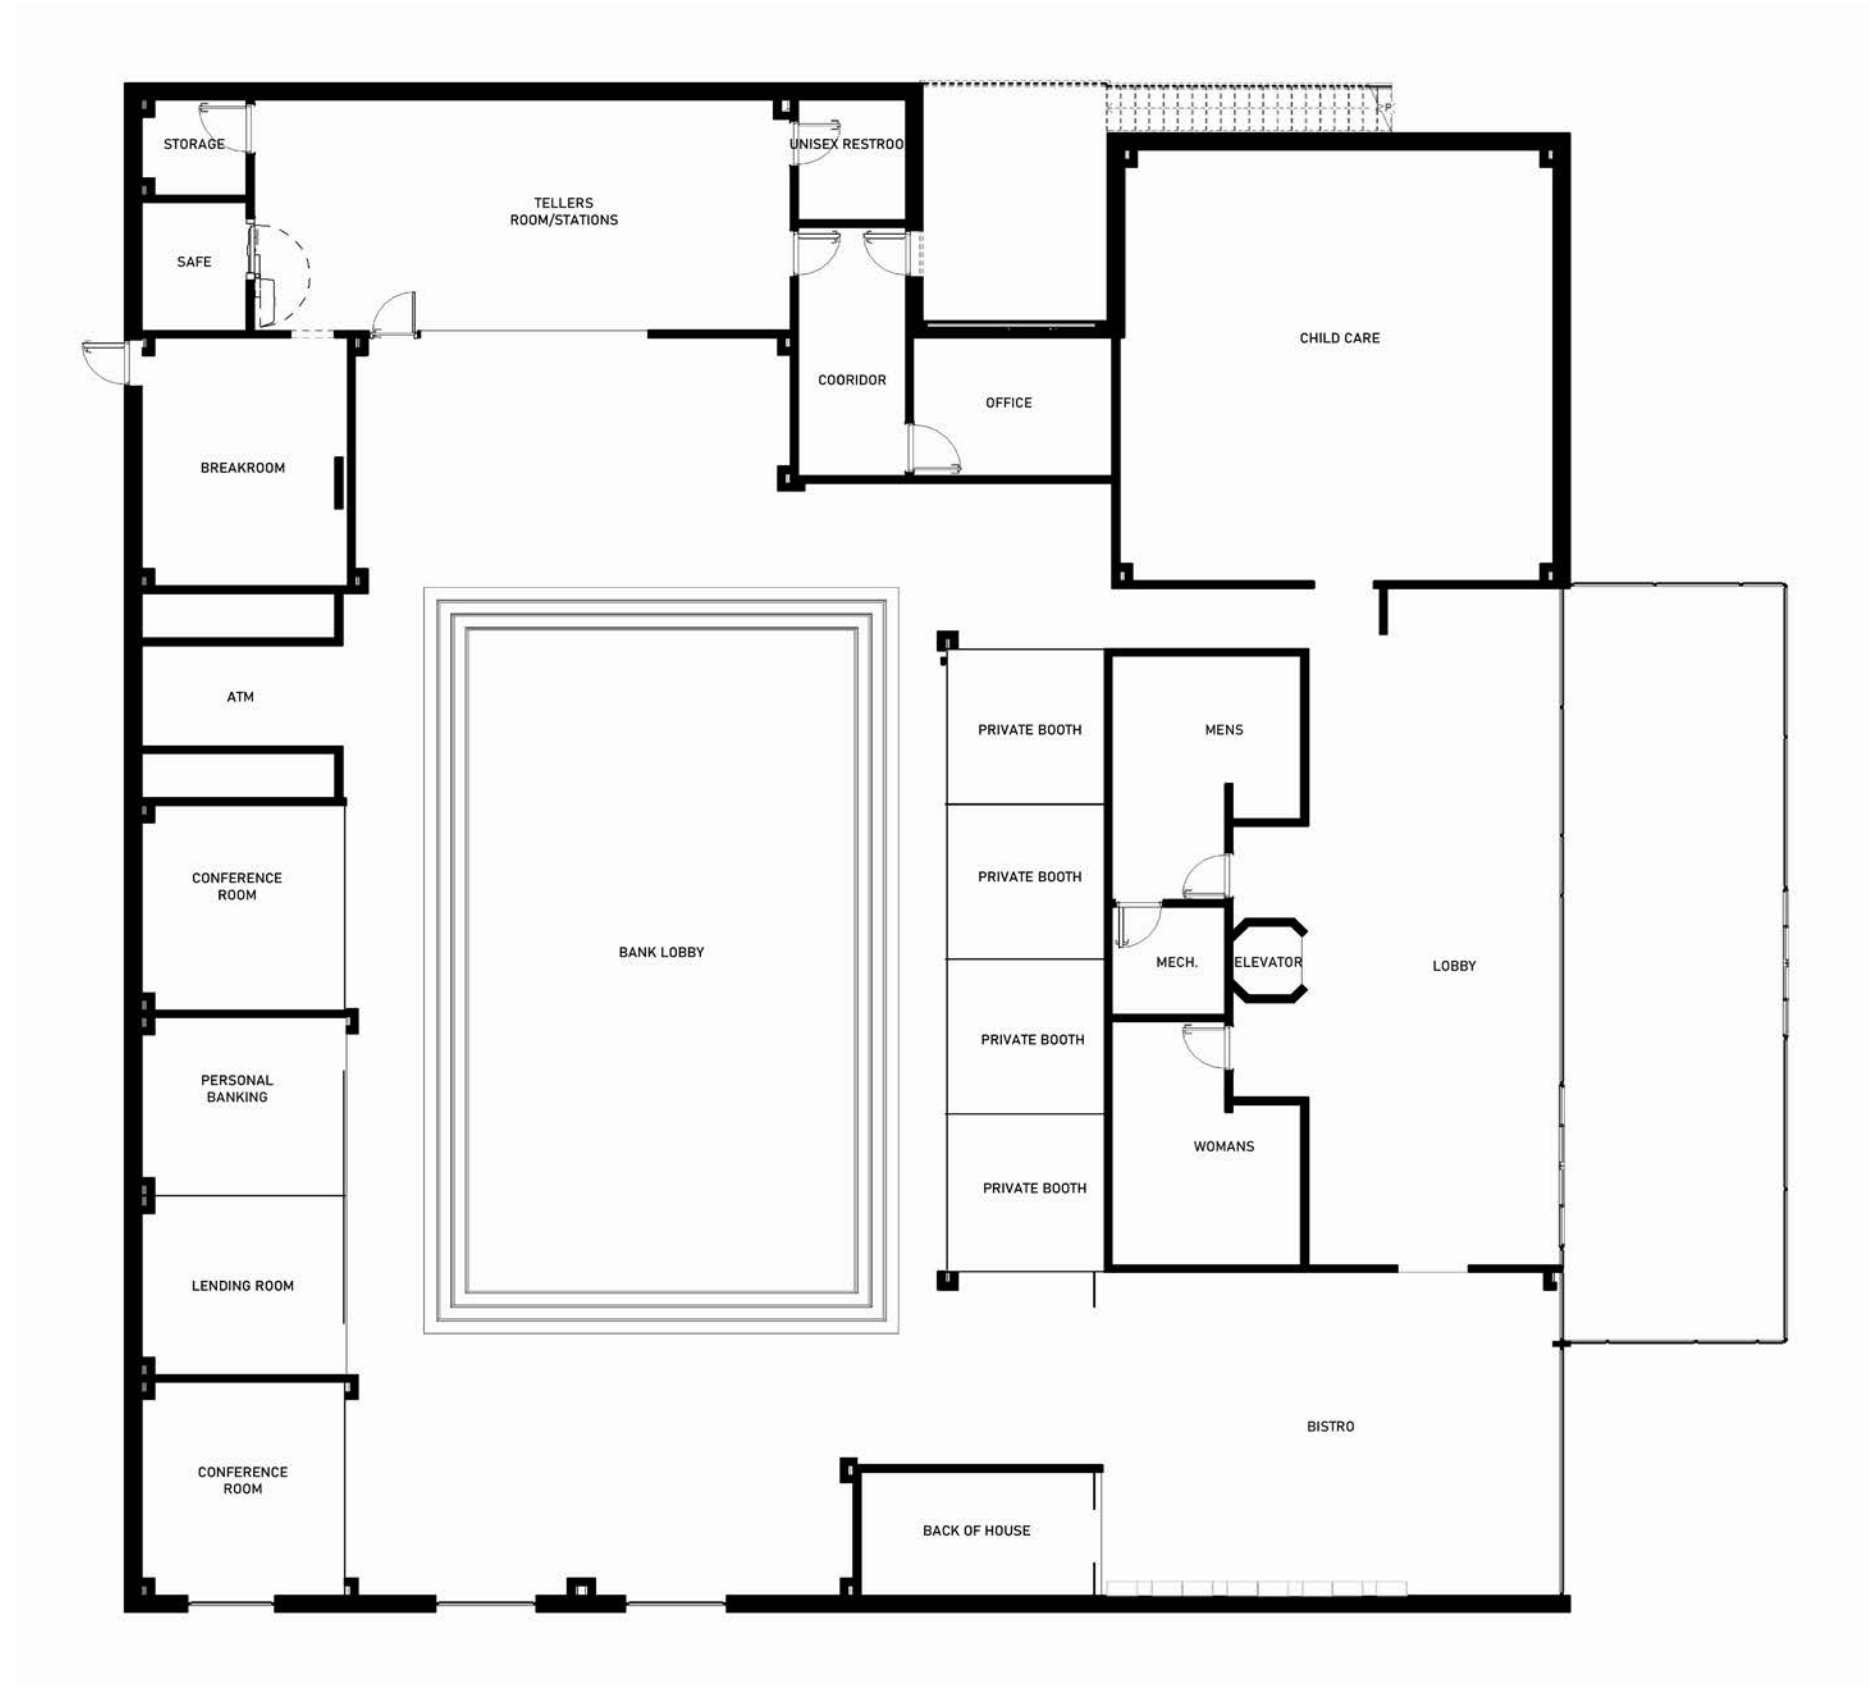 STORAGE
UNISEX RESTROO
TELLERS
ROOM/STATIONS
SAFE
CHILD CARE
COORIDOR
OFFICE
BREAKROOM
ATM
PRIVATE BOOTH
MENS
CONFERENCE
ROOM
PRIVATE BOOTH
BANK LOBBY
MECH.
ELEVATOR
LOBBY
PRIVATE BOOTH
PERSONAL
BANKING
WOMANS
PRIVATE BOOTH
LENDING ROOM
BISTRO
CONFERENCE
ROOM
BACK OF HOUSE